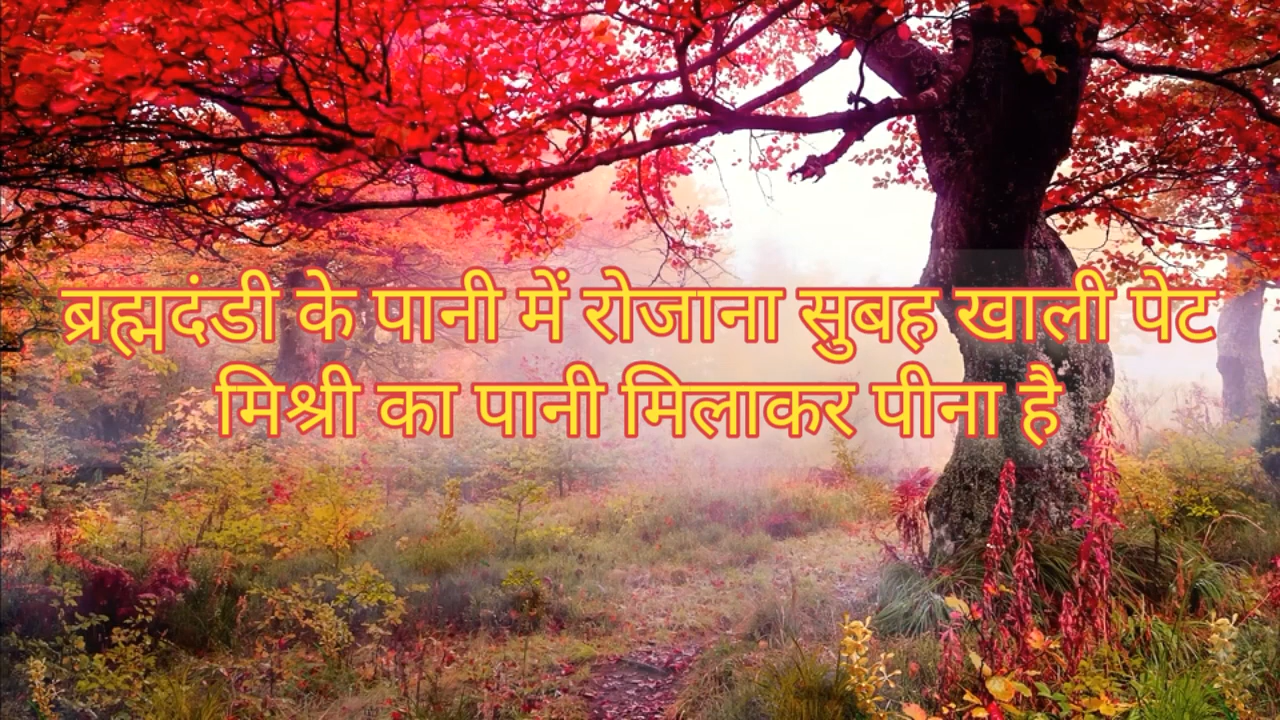 ब्रह्मदंडी के पानी में रोजाना सुबह खाली पेट
मिश्री का पानी मिलाकर पीना है